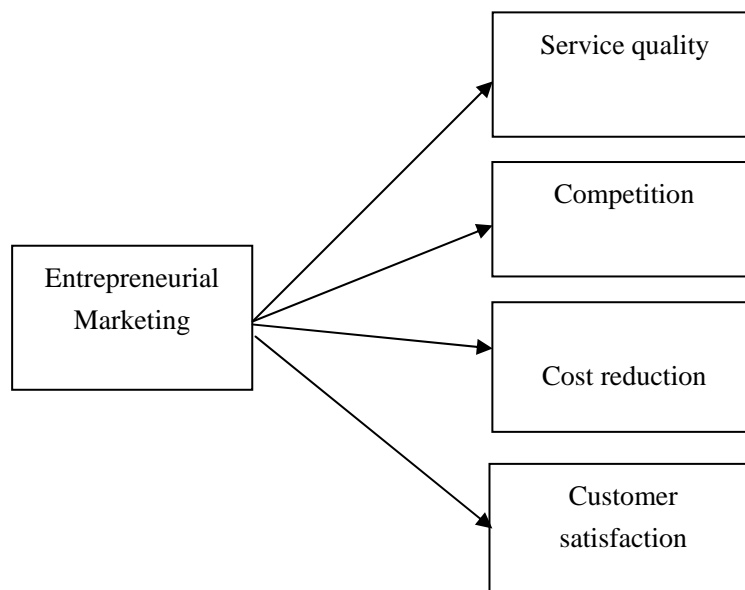 Service quality
Competition
Entrepreneurial
Marketing
Cost reduction
Customer
satisfaction